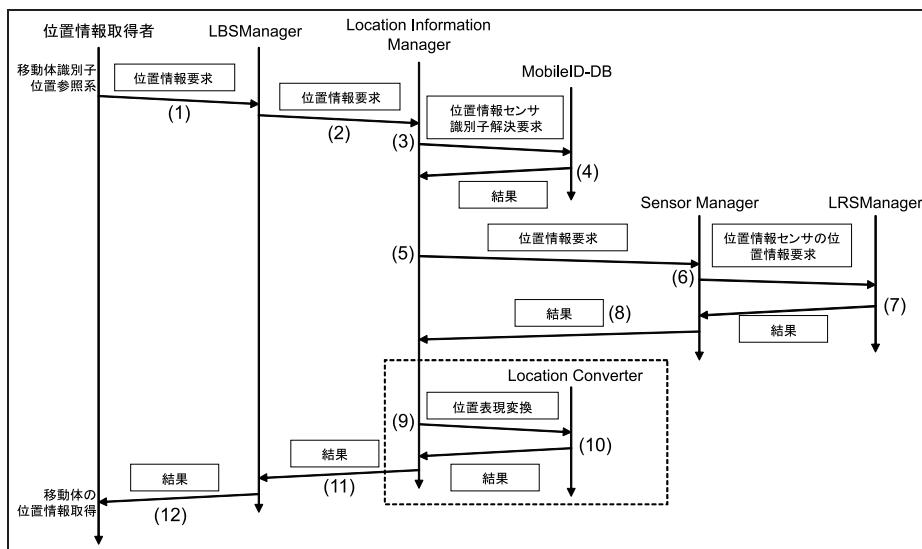 位置情報取得者
LBSManager
Location Information
Manager
MobileID-DB
移動体識別子
位置参照系
位置情報要求
(1)
位置情報要求
(2)
位置情報センサ
識別子解決要求
(3)
(4)
結果
Sensor Manager
LRSManager
位置情報要求
(5)
位置情報センサの位
置情報要求
(6)
(7)
結果
結果
(8)
Location Converter
位置表現変換
(9)
(10)
結果
結果
(11)
結果
(12)
移動体の
位置情報取得